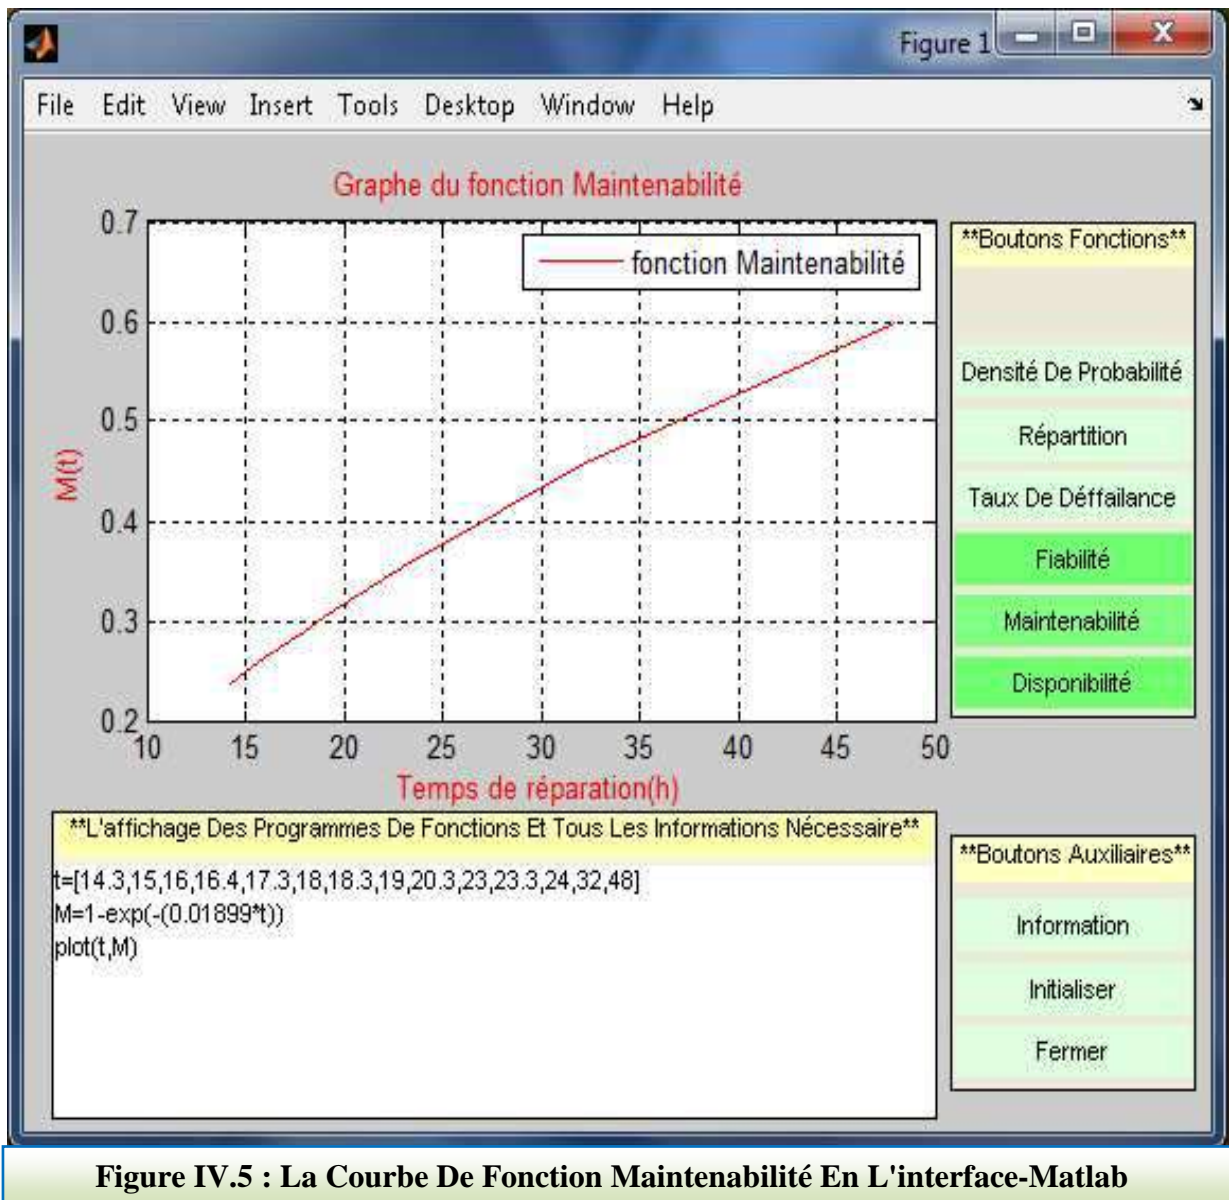 Figure 1
File Edit View Insert Tools Desktop Window Help
Graphe du fonction Maintenabilité
0.7
0.6
0.5
0.4
0.3
0.2
M(t)
fonction Maintenabilité
10 15 20 25 30 35 40 45 50
Temps de réparation(h)
**Boutons Fonctions**
Densité De Probabilité
Répartition
Taux De Déffailance
Fiabilité
Maintenabilité
Disponibilité
**L'affichage Des Programmes De Fonctions Et Tous Les Informations Nécessaire**
t=[14.3,15,16,16.4,17.3,18,18.3,19,20.3,23,23.3,24,32,48]
M=1-exp(-(0.01899*t))
plot(t,M)
**Boutons Auxiliaires**
Information
Initialiser
Fermer
Figure IV.5 : La Courbe De Fonction Maintenabilité En L'interface-Matlab